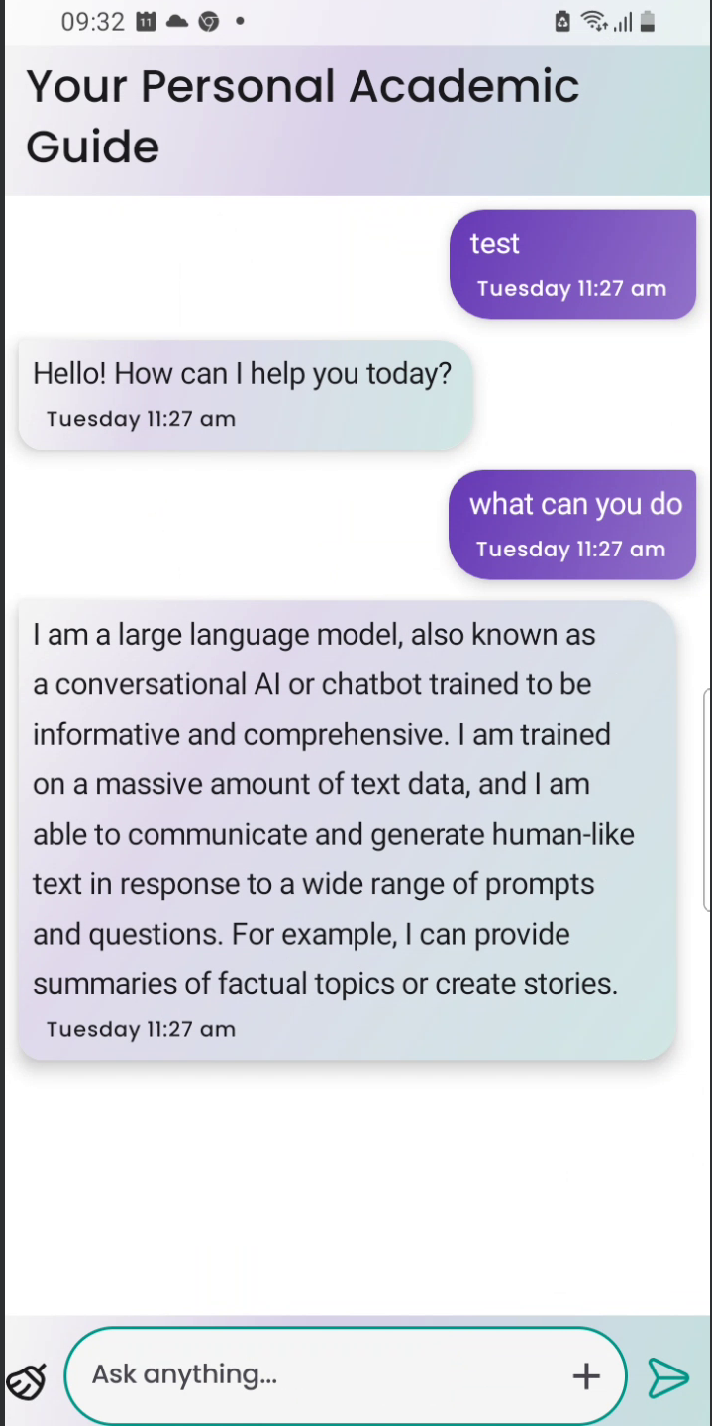 09:32
11
Your Personal Academic
Guide
test
Tuesday 11:27 am
Hello! How can I help you today?
Tuesday 11:27 am
what can you do
Tuesday 11:27 am
I am a large language model, also known as
a conversational AI or chatbot trained to be
informative and comprehensive. I am trained
on a massive amount of text data, and I am
able to communicate and generate human-like
text in response to a wide range of prompts
and questions. For example, I can provide
summaries of factual topics or create stories.
Tuesday 11:27 am
Ask anything...